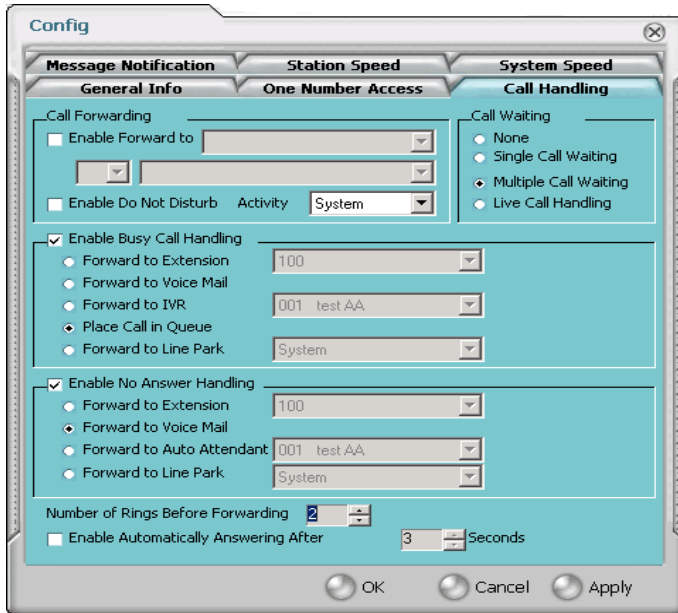 Config
Message Notification Station Speed System Speed
General Info One Number Access Call Handling
Call Forwarding
Enable Forward to
Enable Do Not Disturb Activity System
Call Waiting
None
Single Call Waiting
Multiple Call Waiting
Live Call Handling
Enable Busy Call Handling
Forward to Extension 100
Forward to Voice Mail
Forward to IVR 001 test AA
Place Call in Queue
Forward to Line Park System
Enable No Answer Handling
Forward to Extension 100
Forward to Voice Mail
Forward to Auto Attendant 001 test AA
Forward to Line Park System
Number of Rings Before Forwarding 2
Enable Automatically Answering After 3 Seconds
OK Cancel Apply